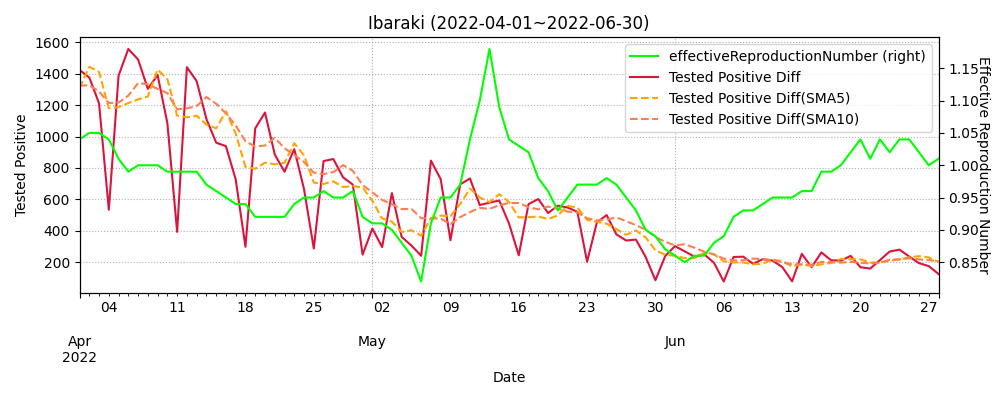 Ibaraki (2022-04-01~2022-06-30)
effectiveReproductionNumber (right)
Tested Positive Diff
Tested Positive Diff(SMA5)
Tested Positive Diff(SMA10)
1600
1400
1200
1000
800
600
400
200
Tested Positive
1.15
1.10
1.05
1.00
0.95
0.90
0.85
Effective Reproduction Number
04 11 18 25 02 09 16 23 30 06 13 20 27
Apr May Jun
2022
Date